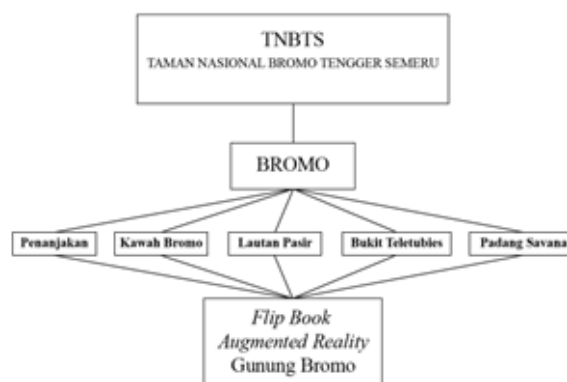 TNBTS
TAMAN NASIONAL BROMO TENGGER SEMERU
BROMO
Penanjakan
Kawah Bromo
Lautan Pasir
Bukit Teletubies
Padang Savana
Flip Book
Augmented Reality
Gunung Bromo